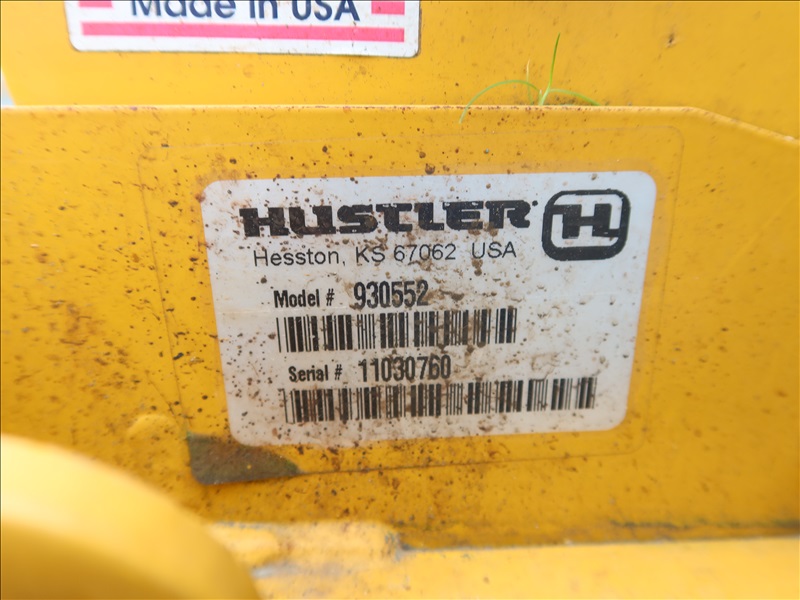 Made in USA
HUSTLER H
Hesston, KS 67062 USA
Model # 930552
Serial # 11030760